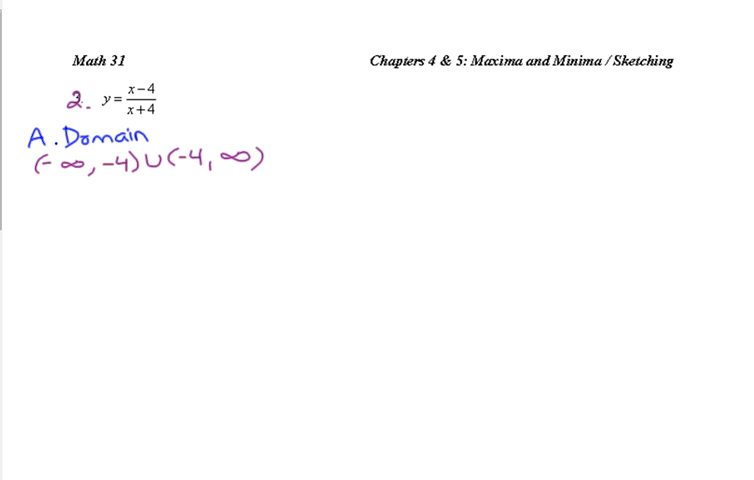 Math 31
Chapters 4 & 5: Maxima and Minima / Sketching
2. y = (x − 4)/(x + 4)
A. Domain
(-∞, -4) ∪ (-4, ∞)